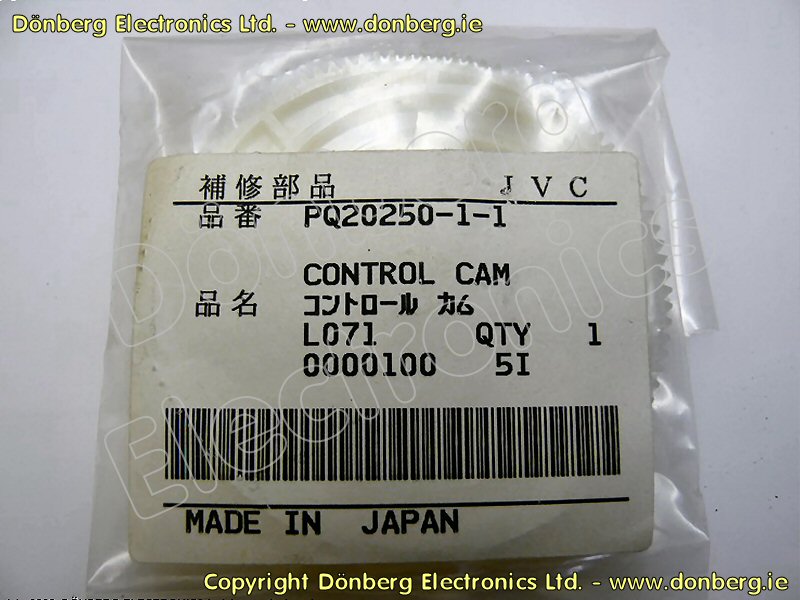 Dönberg Electronics Ltd. - www.donberg.ie
補修部品 JVC
品番 PQ20250-1-1
CONTROL CAM
品名 コントロール カム
L071 QTY 1
0000100 5I
MADE IN JAPAN
Donberg
Electronics
Copyright Dönberg Electronics Ltd. - www.donberg.ie